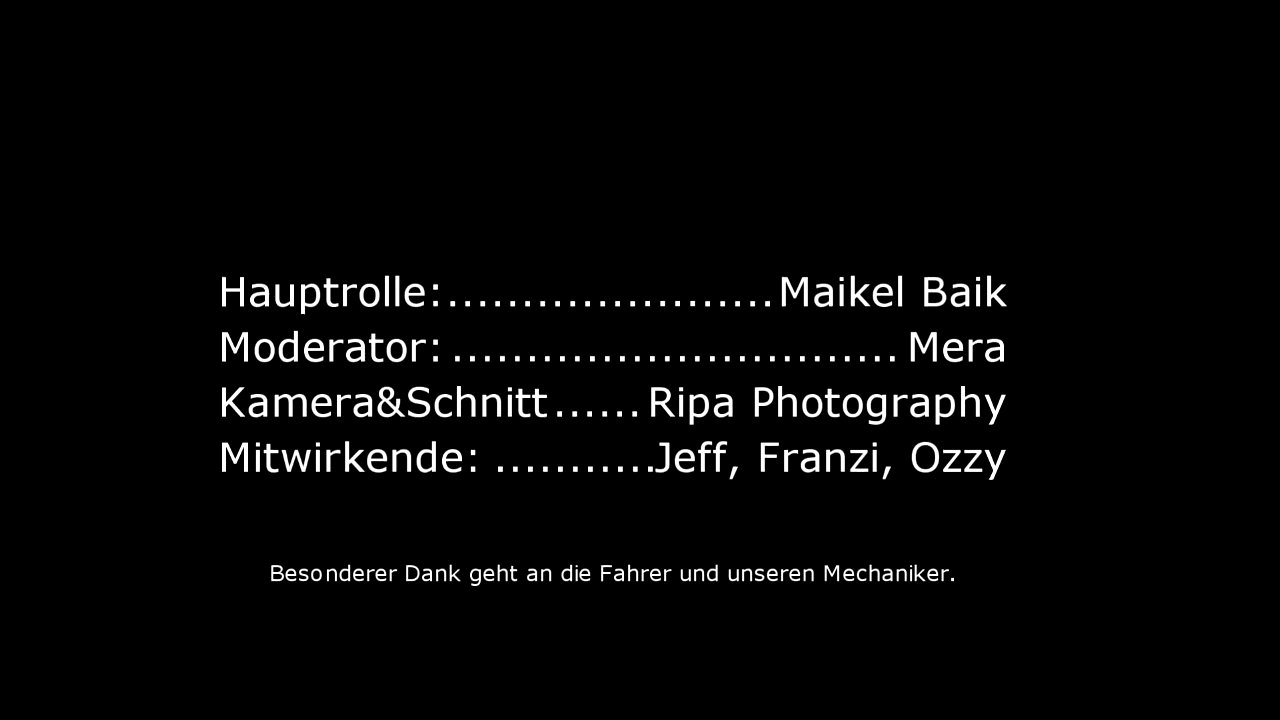 Hauptrolle:......................Maikel Baik
Moderator: .............................. Mera
Kamera&Schnitt...... Ripa Photography
Mitwirkende: ...........Jeff, Franzi, Ozzy
Besonderer Dank geht an die Fahrer und unseren Mechaniker.